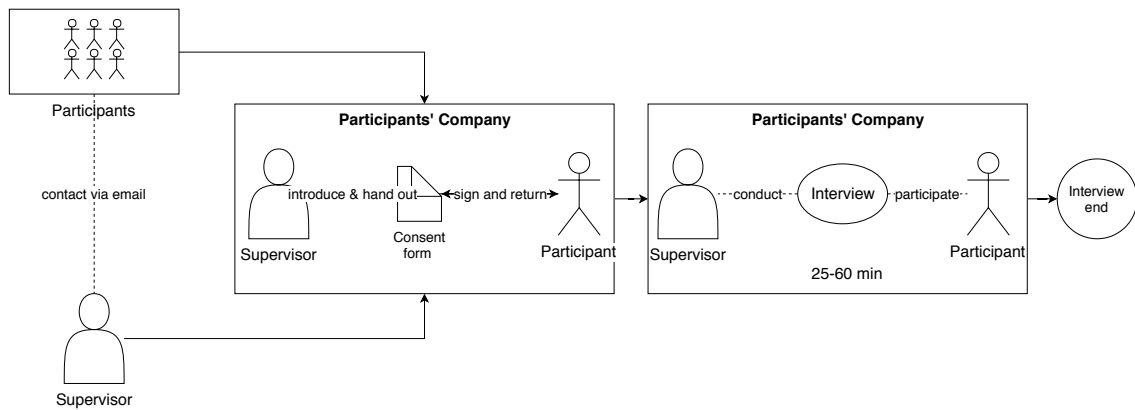 Participants
contact via email
Supervisor
Participants' Company
introduce & hand out
sign and return
Consent
form
Supervisor
Participant
Participants' Company
conduct
Interview
participate
Supervisor
Participant
25-60 min
Interview
end